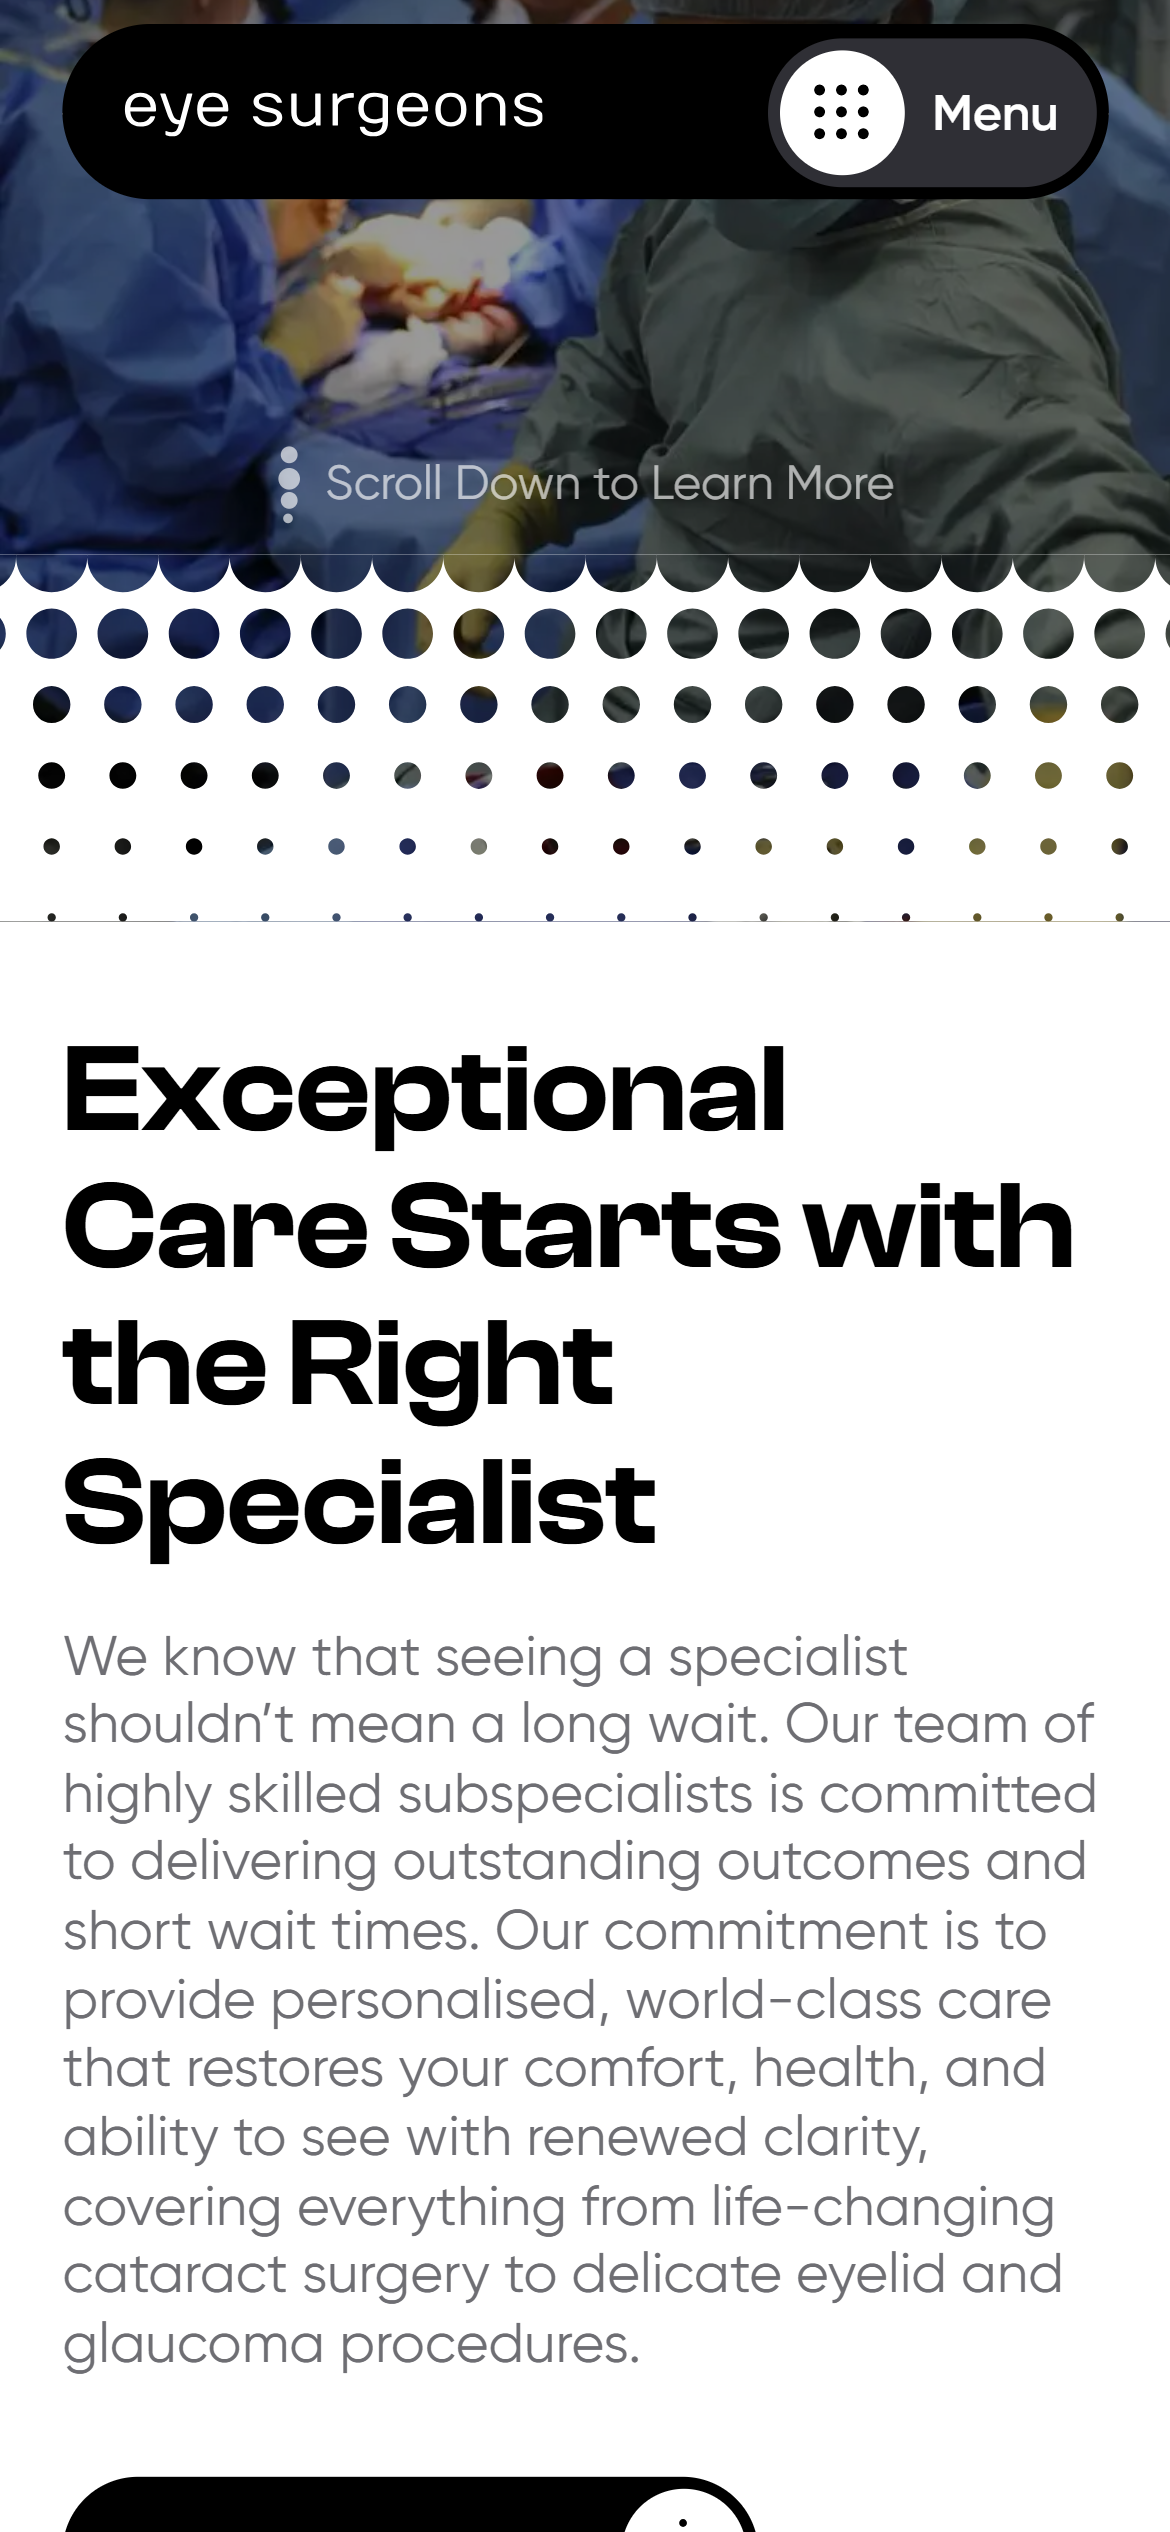 eye surgeons
Menu
Scroll Down to Learn More
Exceptional
Care Starts with
the Right
Specialist
We know that seeing a specialist
shouldn’t mean a long wait. Our team of
highly skilled subspecialists is committed
to delivering outstanding outcomes and
short wait times. Our commitment is to
provide personalised, world-class care
that restores your comfort, health, and
ability to see with renewed clarity,
covering everything from life-changing
cataract surgery to delicate eyelid and
glaucoma procedures.